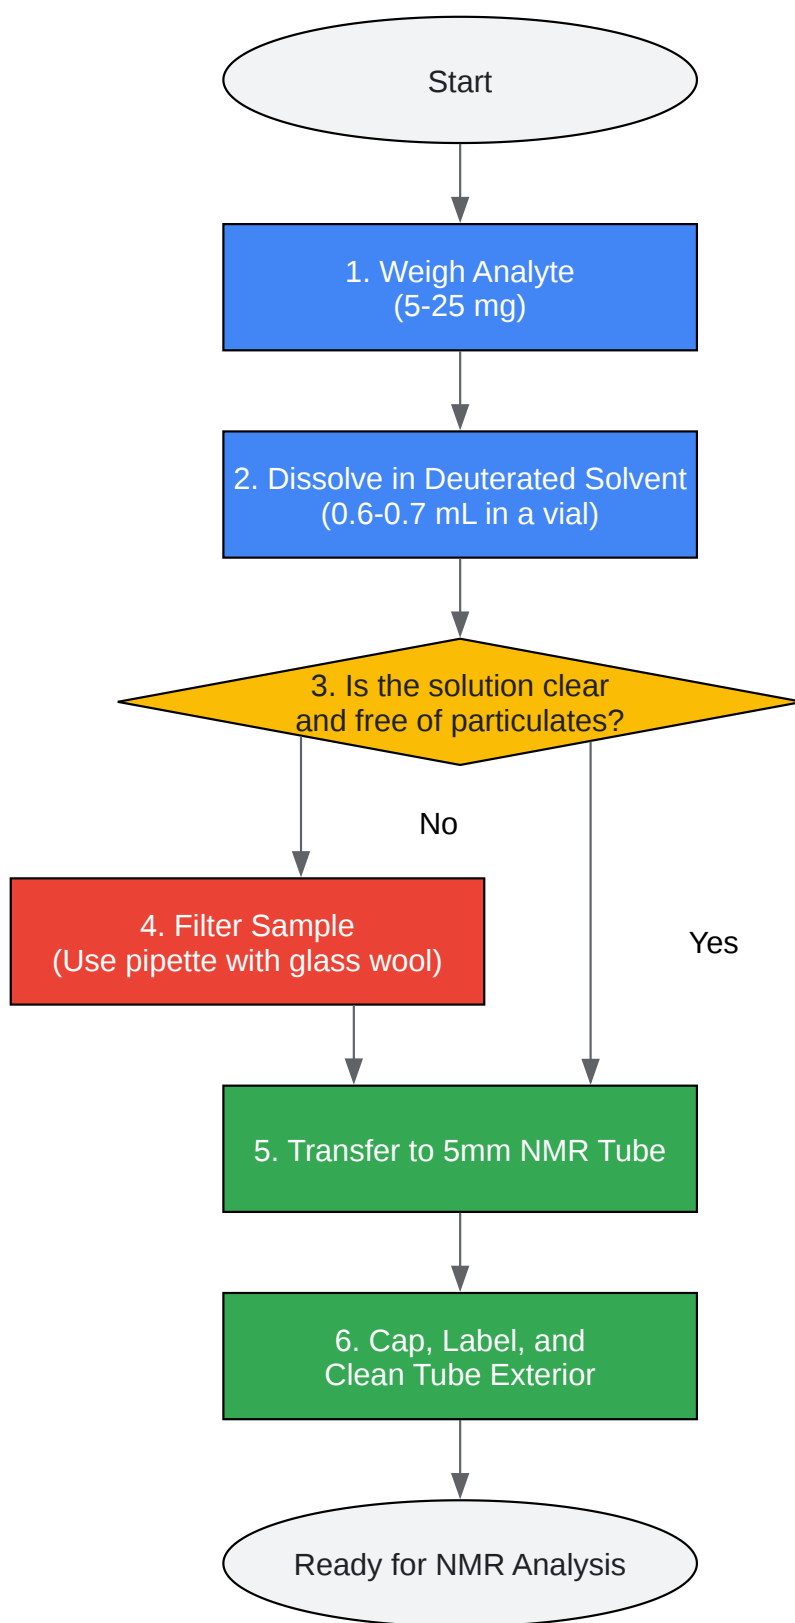 Start
1. Weigh Analyte
(5-25 mg)
2. Dissolve in Deuterated Solvent
(0.6-0.7 mL in a vial)
3. Is the solution clear
and free of particulates?
No
4. Filter Sample
(Use pipette with glass wool)
Yes
5. Transfer to 5mm NMR Tube
6. Cap, Label, and
Clean Tube Exterior
Ready for NMR Analysis